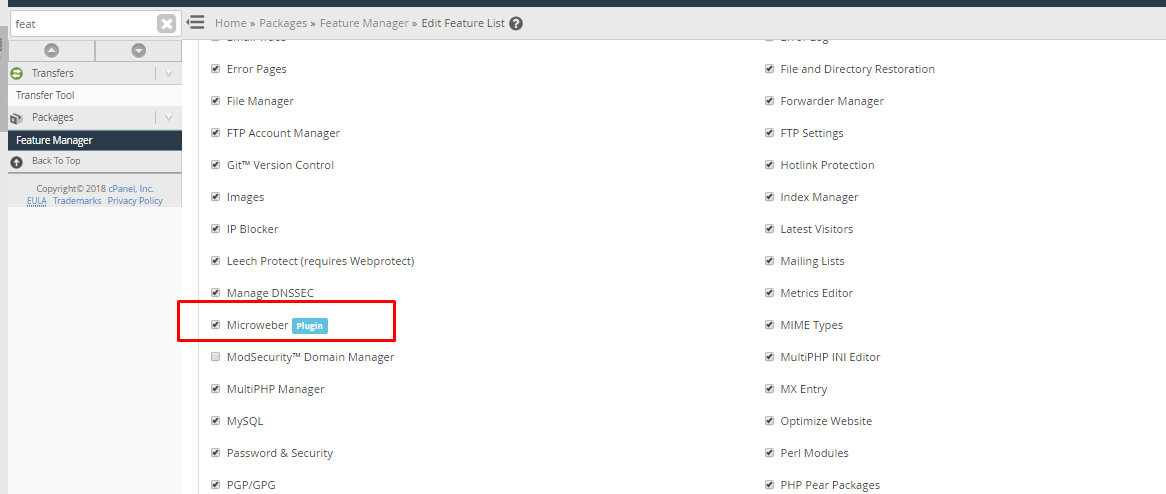 feat
Home » Packages » Feature Manager » Edit Feature List
Transfers
Transfer Tool
Packages
Feature Manager
Back To Top
Copyright© 2018 cPanel, Inc.
EULA Trademarks Privacy Policy
Email Trace Error Log
Error Pages File and Directory Restoration
File Manager Forwarder Manager
FTP Account Manager FTP Settings
Git™ Version Control Hotlink Protection
Images Index Manager
IP Blocker Latest Visitors
Leech Protect (requires Webprotect) Mailing Lists
Manage DNSSEC Metrics Editor
Microweber Plugin MIME Types
ModSecurity™ Domain Manager MultiPHP INI Editor
MultiPHP Manager MX Entry
MySQL Optimize Website
Password & Security Perl Modules
PGP/GPG PHP Pear Packages